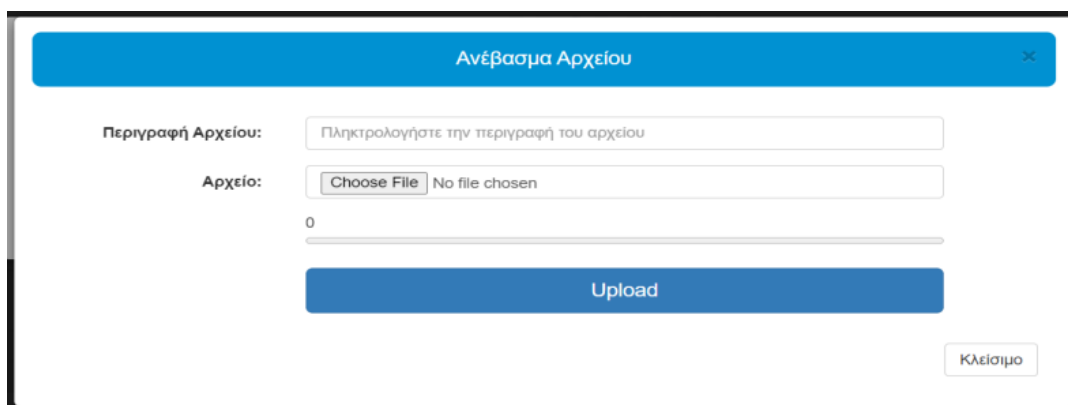 Ανέβασμα Αρχείου ×
Περιγραφή Αρχείου: Πληκτρολογήστε την περιγραφή του αρχείου
Αρχείο: Choose File No file chosen
0
Upload
Κλείσιμο